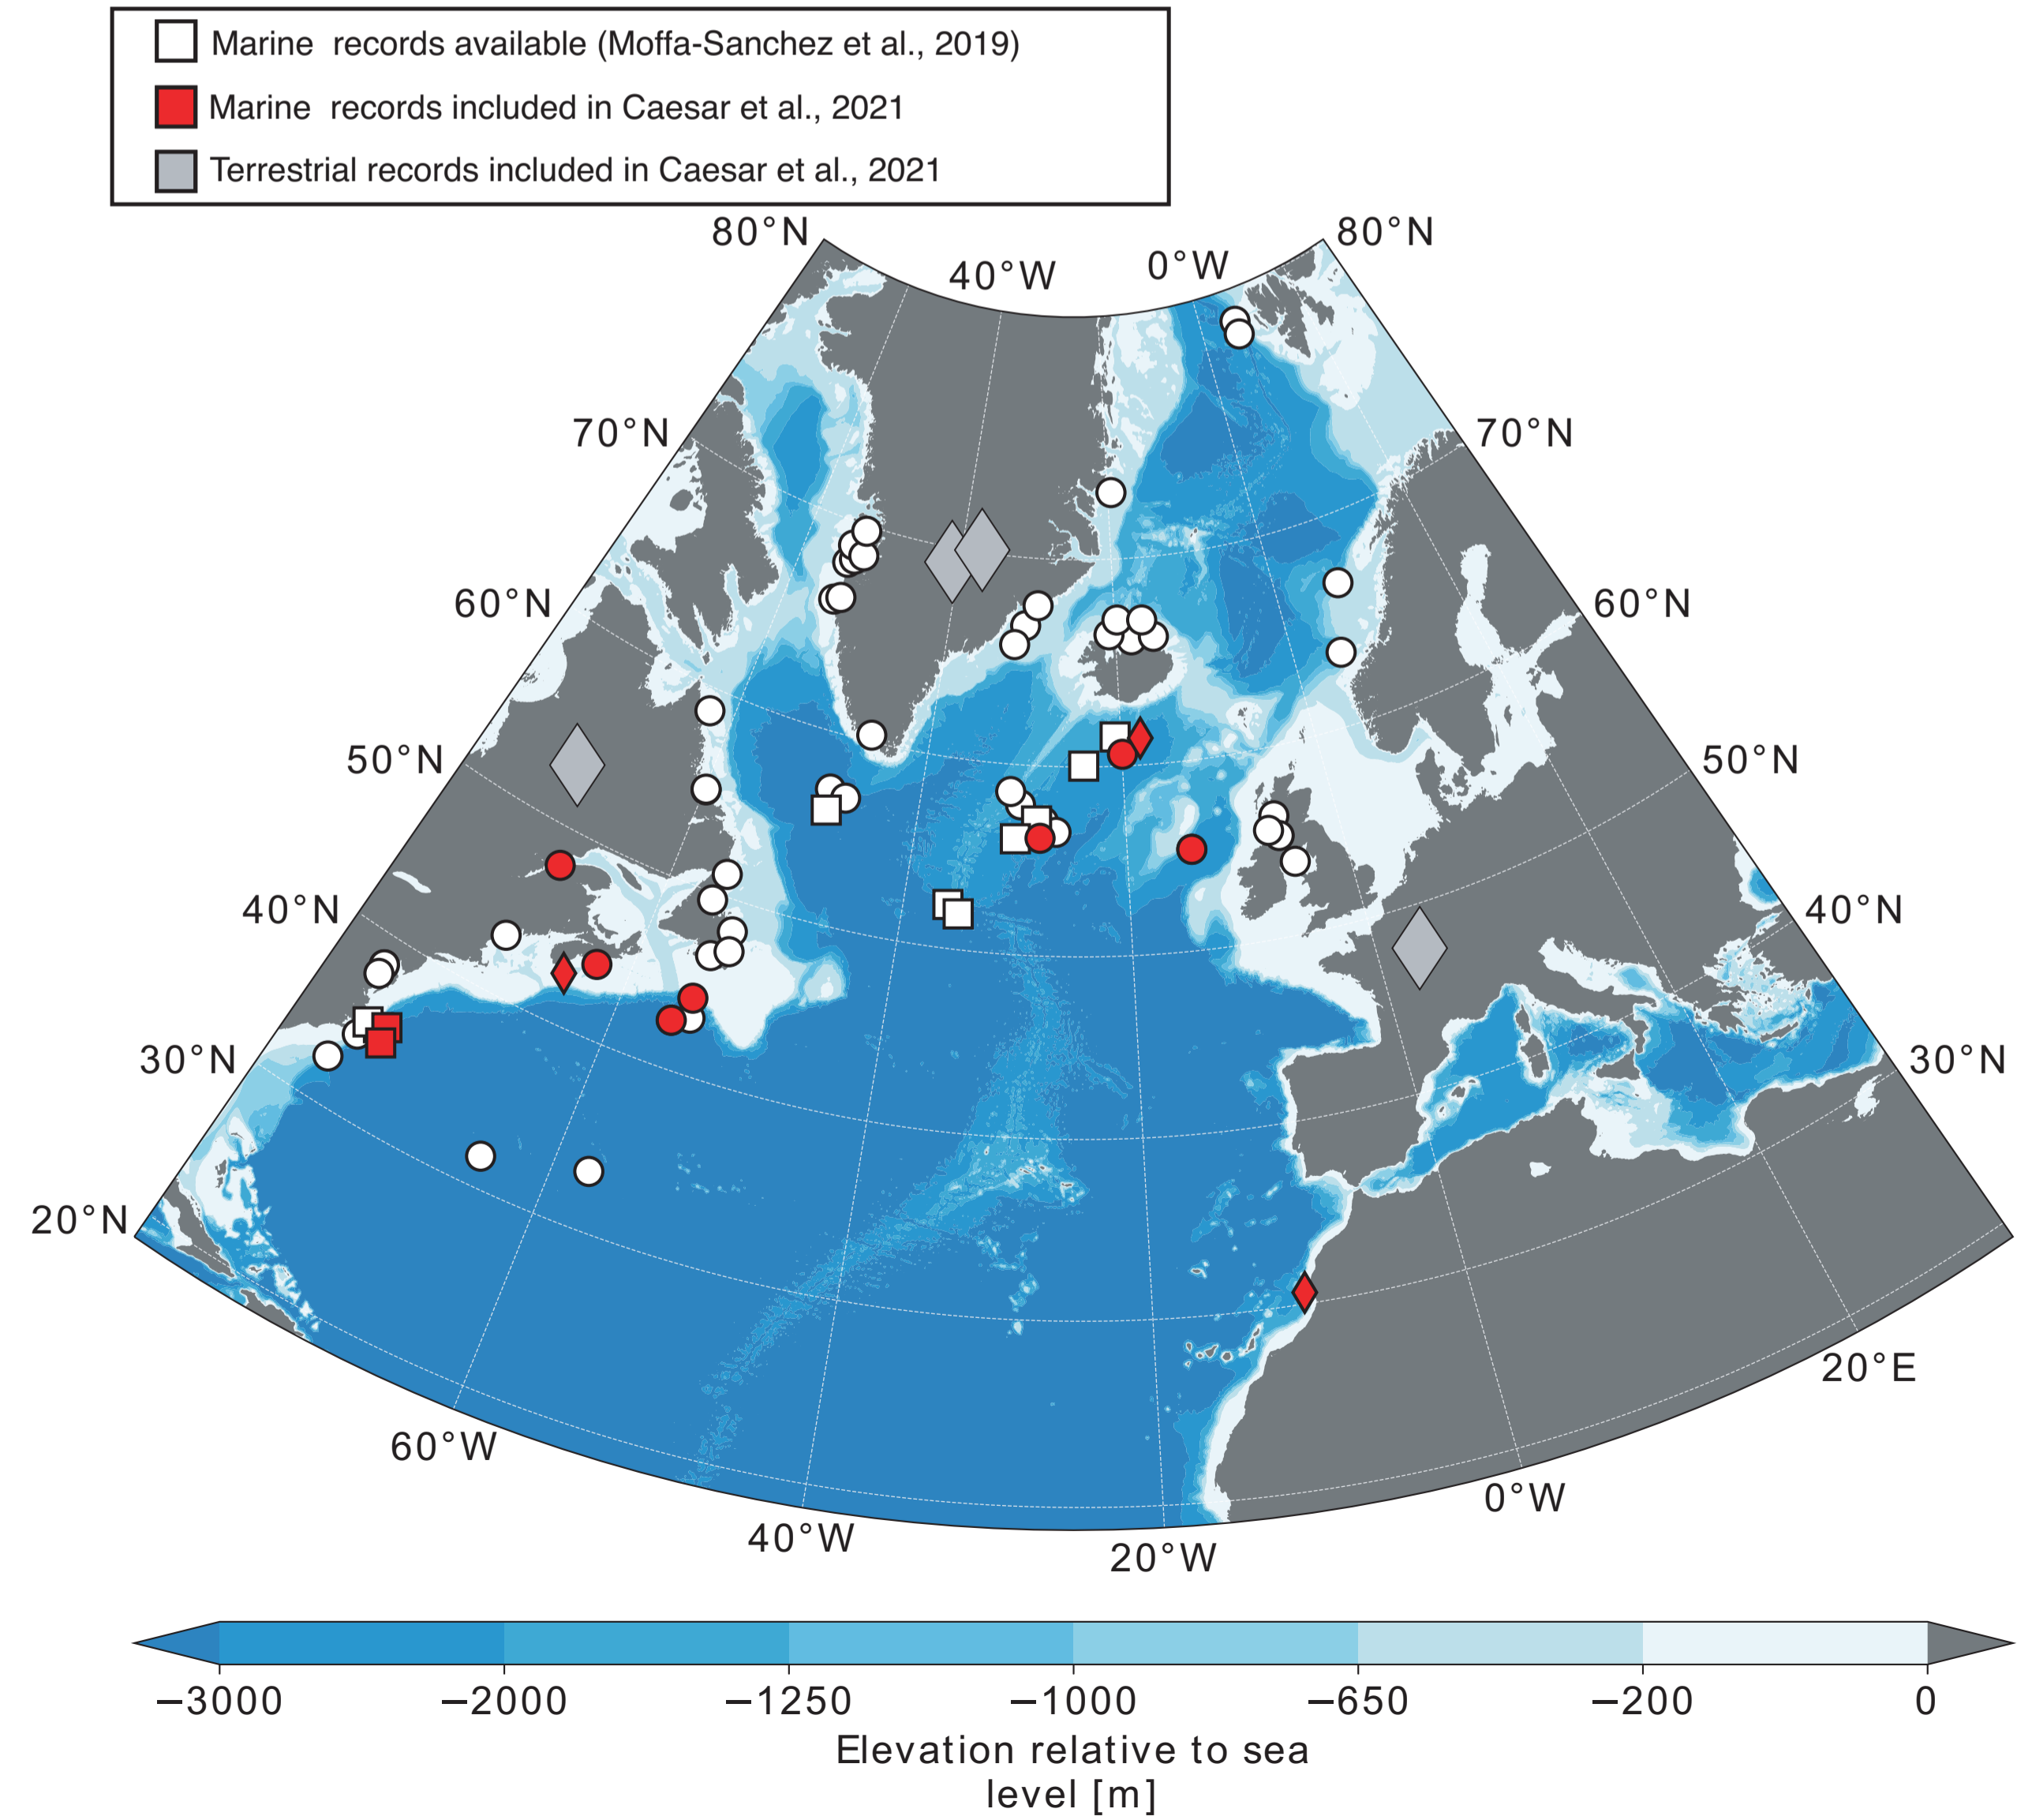 Marine records available (Moffa-Sanchez et al., 2019)
Marine records included in Caesar et al., 2021
Terrestrial records included in Caesar et al., 2021
80°N
40°W
0°W
80°N
70°N
70°N
60°N
60°N
50°N
50°N
40°N
40°N
30°N
30°N
20°N
20°E
60°W
0°W
40°W
20°W
−3000
−2000
−1250
−1000
−650
−200
0
Elevation relative to sea
level [m]